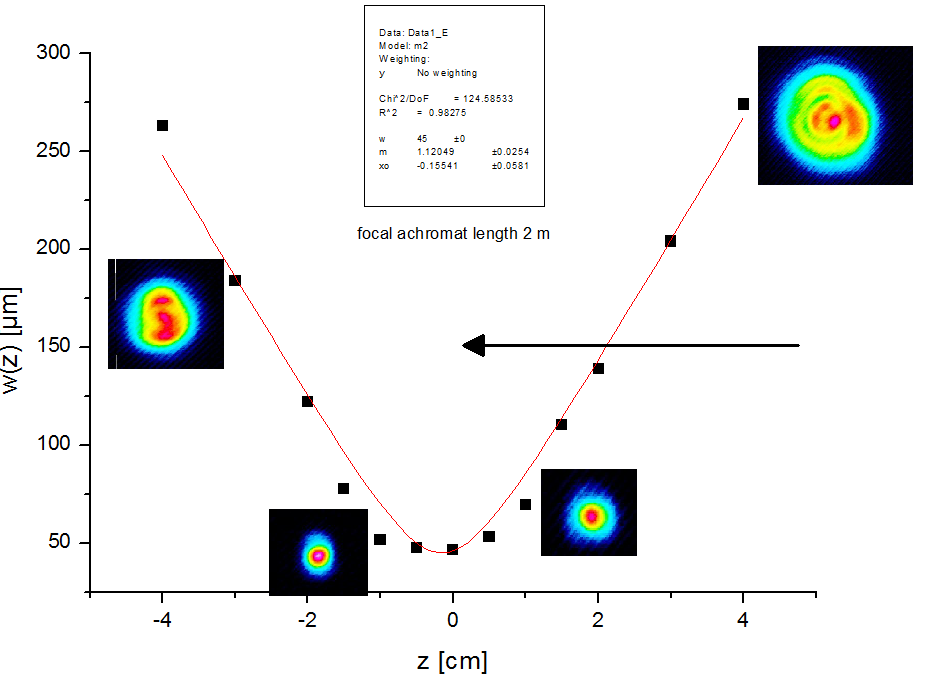 Data: Data1_E
Model: m2
Weighting:
y No weighting
Chi^2/DoF = 124.58533
R^2 = 0.98275
w 45 ±0
m 1.12049 ±0.0254
xo -0.15541 ±0.0581
focal achromat length 2 m
300
250
200
150
100
50
w(z) [µm]
-4 -2 0 2 4
z [cm]